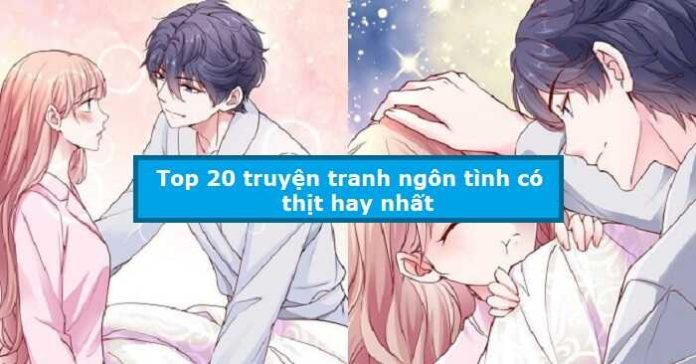 Top 20 truyện tranh ngôn tình có
thịt hay nhất